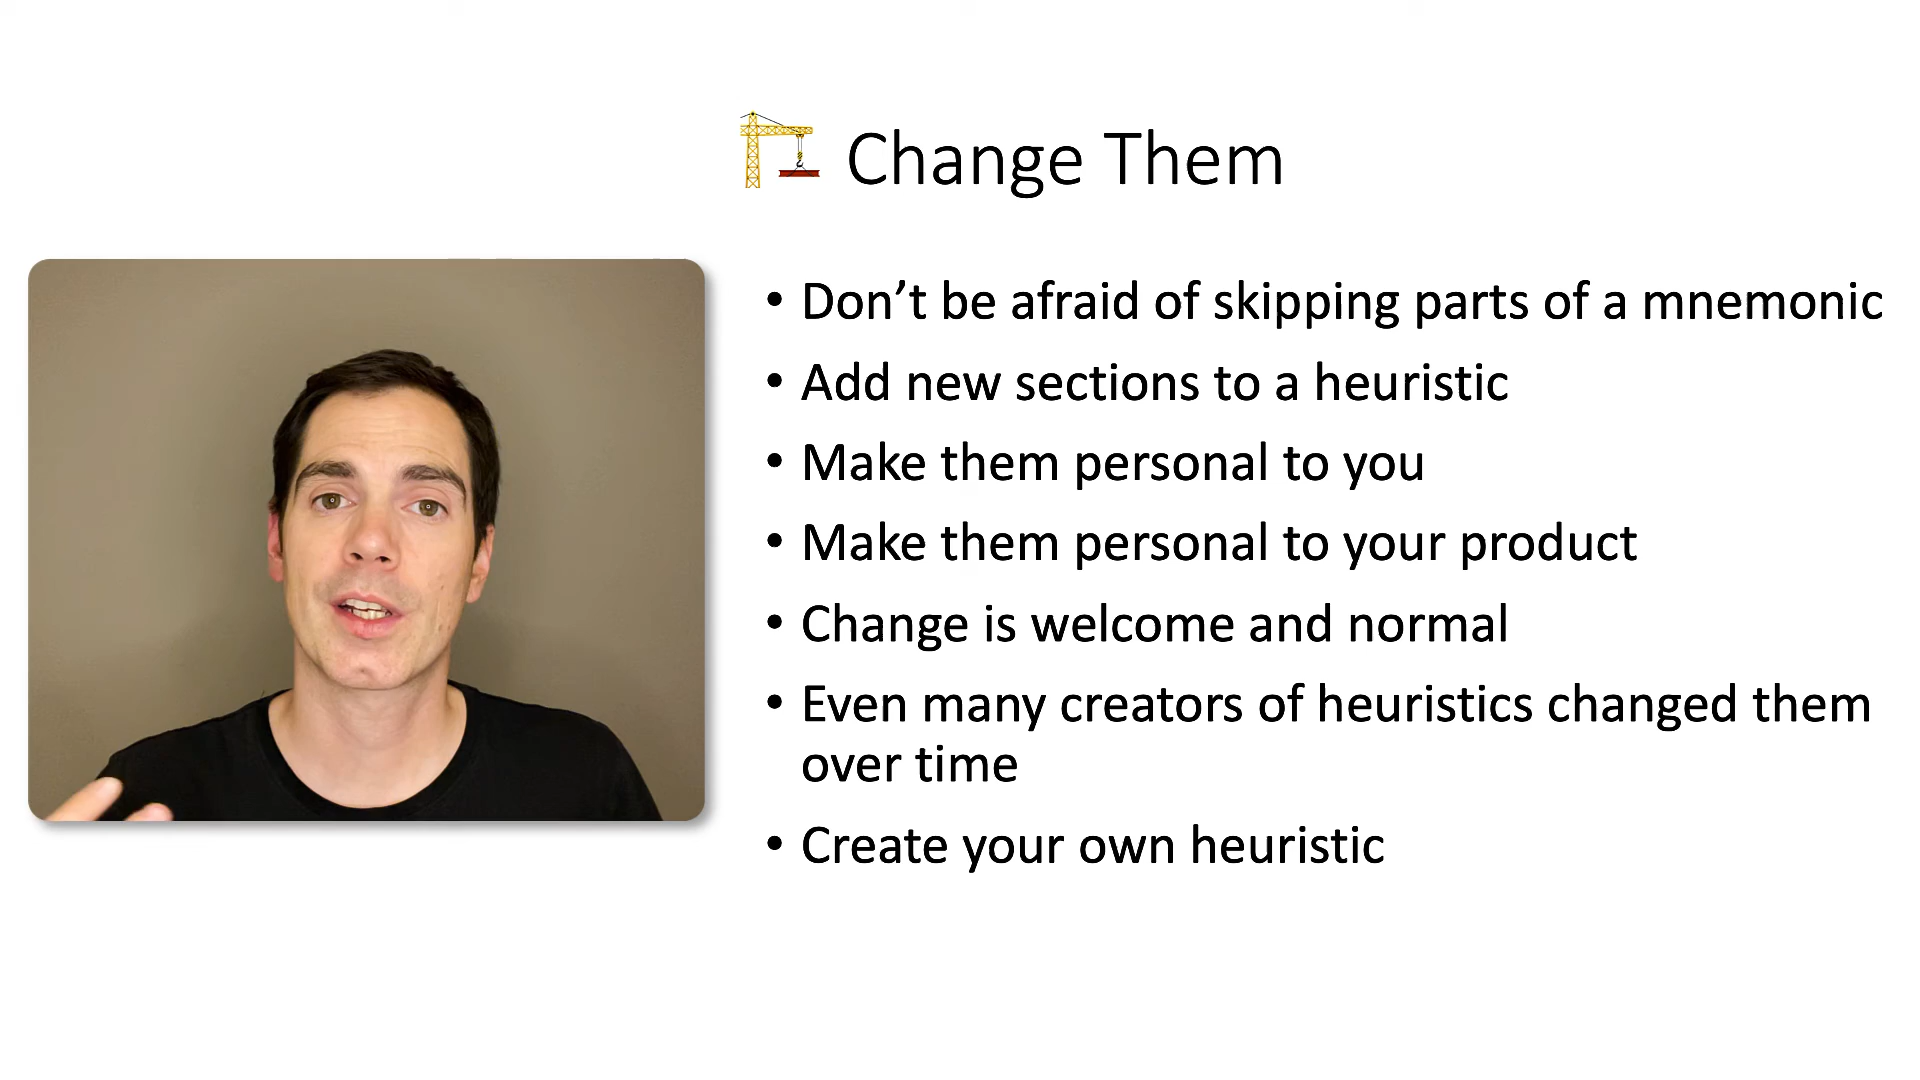 Change Them
• Don’t be afraid of skipping parts of a mnemonic
• Add new sections to a heuristic
• Make them personal to you
• Make them personal to your product
• Change is welcome and normal
• Even many creators of heuristics changed them
over time
• Create your own heuristic